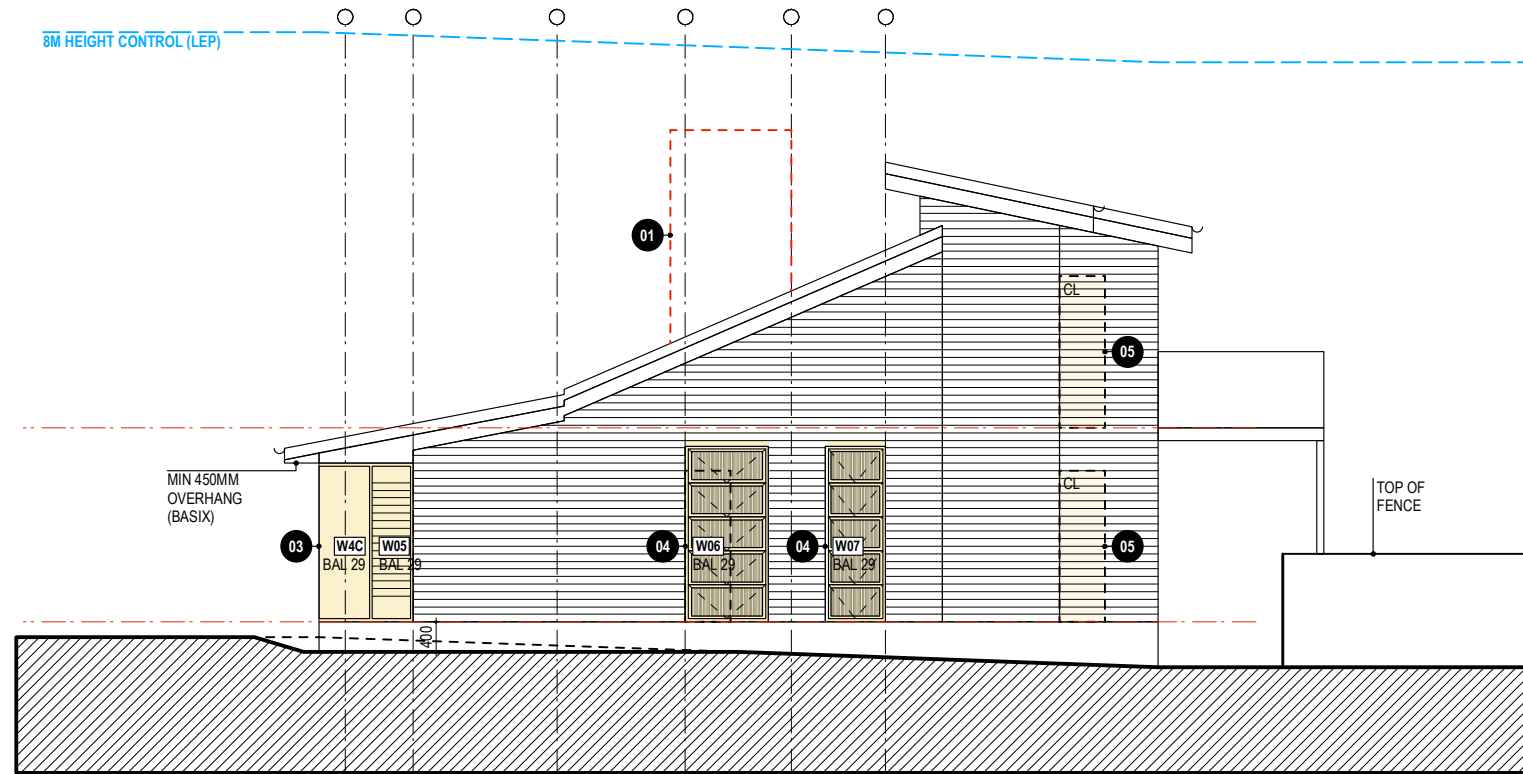 8M HEIGHT CONTROL (LEP)
01
CL
05
MIN 450MM
OVERHANG
(BASIX)
CL
TOP OF
FENCE
03
W4C
W05
04
W06
04
W07
05
BAL 29
BAL 29
BAL 29
BAL 29
400